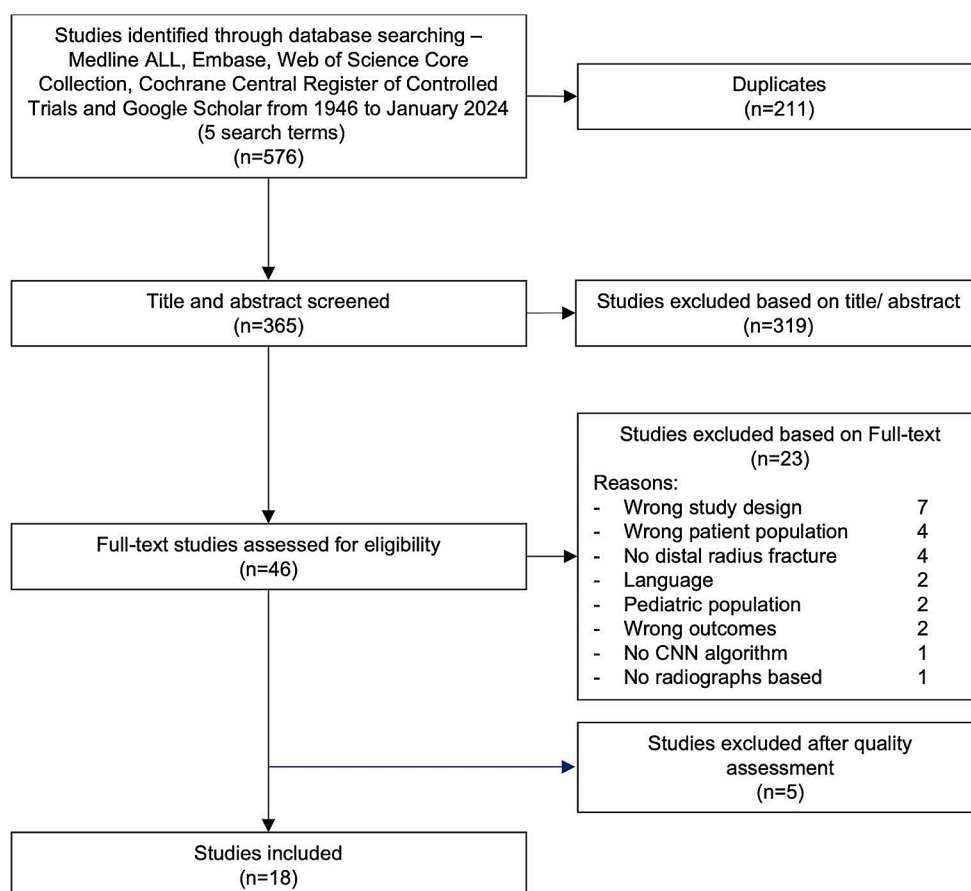 Studies identified through database searching –
Medline ALL, Embase, Web of Science Core
Collection, Cochrane Central Register of Controlled
Trials and Google Scholar from 1946 to January 2024
(5 search terms)
(n=576)
Duplicates
(n=211)
Title and abstract screened
(n=365)
Studies excluded based on title/ abstract
(n=319)
Full-text studies assessed for eligibility
(n=46)
Studies excluded based on Full-text
(n=23)
Reasons:
- Wrong study design 7
- Wrong patient population 4
- No distal radius fracture 4
- Language 2
- Pediatric population 2
- Wrong outcomes 2
- No CNN algorithm 1
- No radiographs based 1
Studies excluded after quality
assessment
(n=5)
Studies included
(n=18)